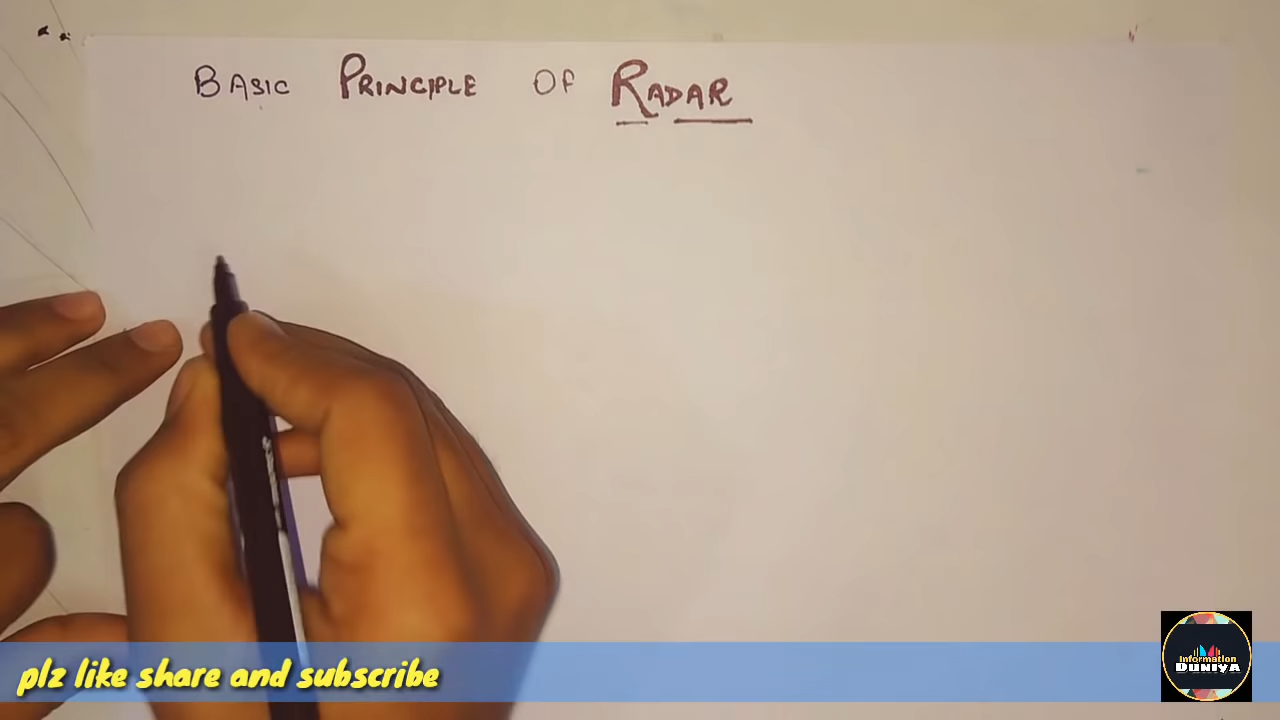 BASIC PRINCIPLE OF RADAR
plz like share and subscribe
Information
DUNIYA